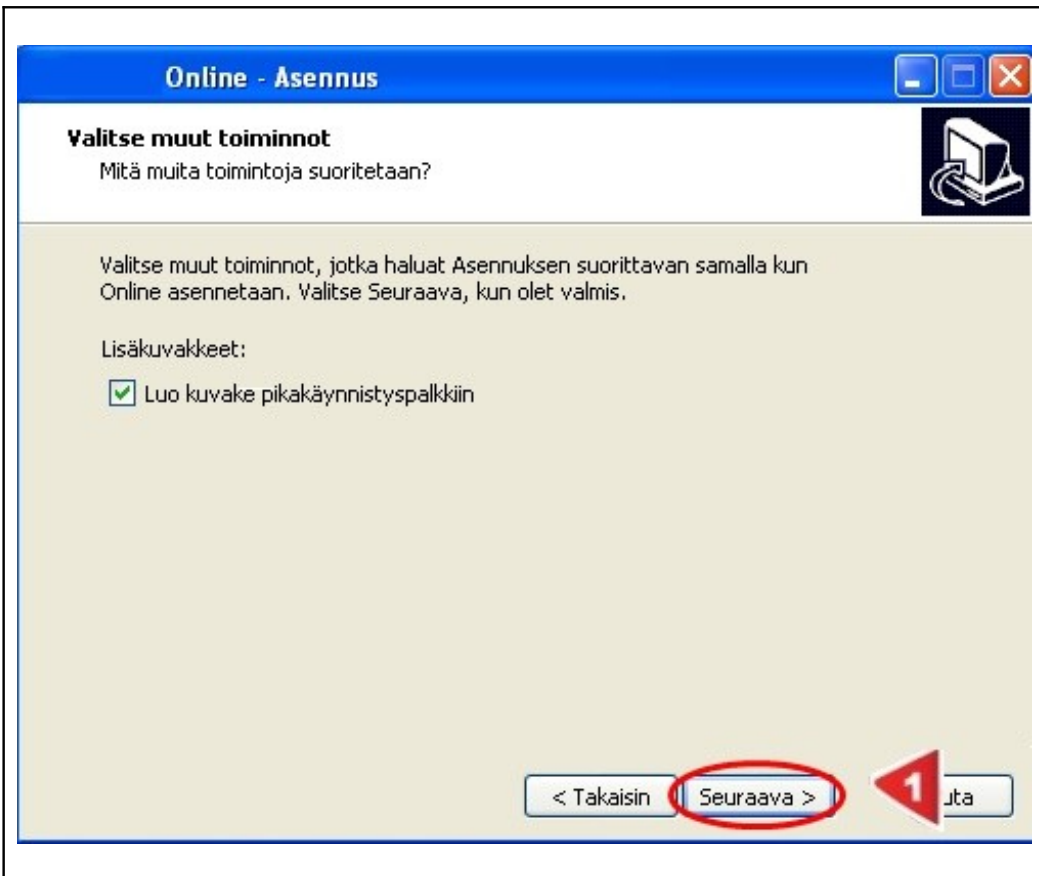 Online - Asennus
Valitse muut toiminnot
Mitä muita toimintoja suoritetaan?
Valitse muut toiminnot, jotka haluat Asennuksen suorittavan samalla kun
Online asennetaan. Valitse Seuraava, kun olet valmis.
Lisäkuvakkeet:
Luo kuvake pikakäynnistyspalkkiin
< Takaisin Seuraava > 1